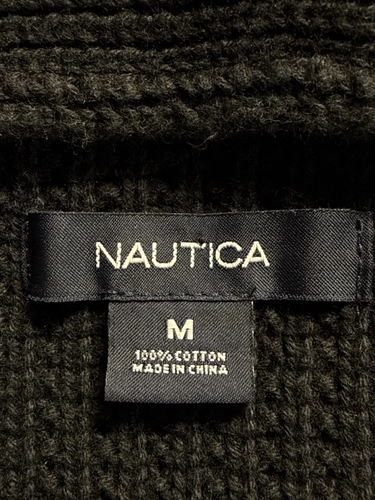 NAUTICA
M
100% COTTON
MADE IN CHINA